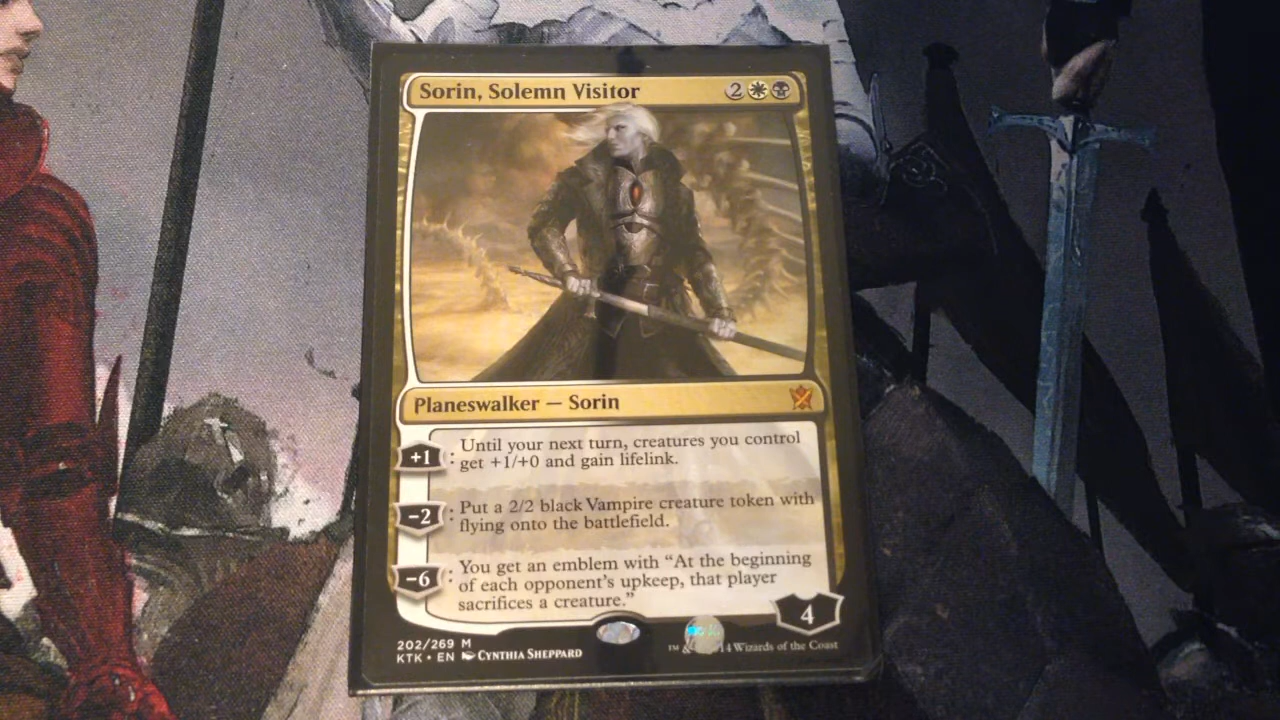 Sorin, Solemn Visitor 2
Planeswalker — Sorin
+1 : Until your next turn, creatures you control
get +1/+0 and gain lifelink.
-2 : Put a 2/2 black Vampire creature token with
flying onto the battlefield.
-6 : You get an emblem with “At the beginning
of each opponent's upkeep, that player
sacrifices a creature.”
4
202/269 M
KTK • EN CYNTHIA SHEPPARD
™ & 14 Wizards of the Coast